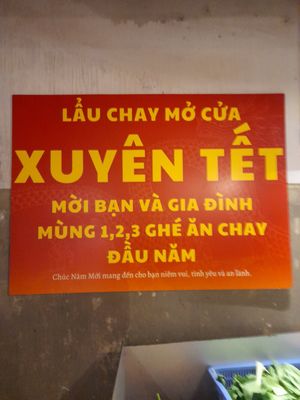 LẨU CHAY MỞ CỬA
XUYÊN TẾT
MỜI BẠN VÀ GIA ĐÌNH
MÙNG 1,2,3 GHÉ ĂN CHAY
ĐẦU NĂM
Chúc Năm Mới mang đến cho bạn niềm vui, tình yêu và an lành.